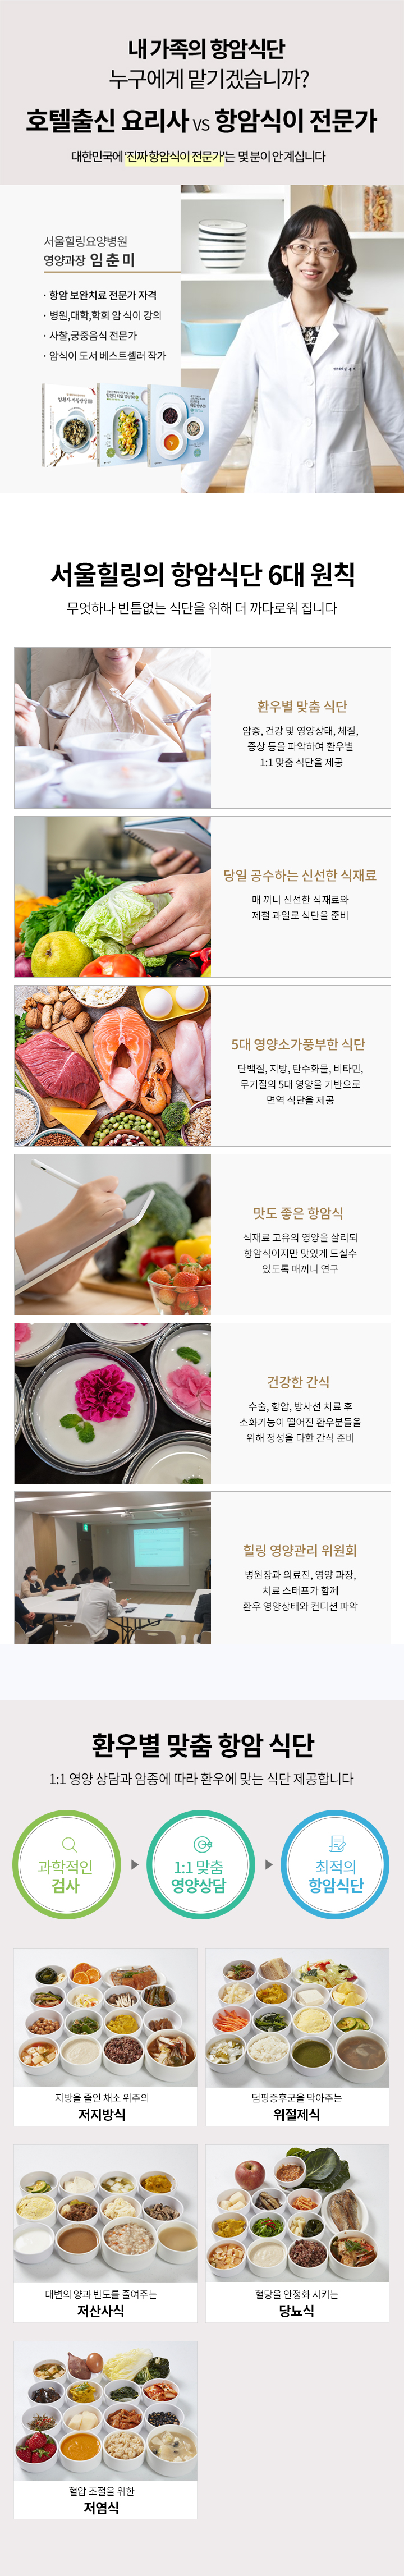 내 가족의 항암식단
누구에게 맡기겠습니까?
호텔출신 요리사 VS 항암식이 전문가
대한민국에 '진짜 항암식이 전문가'는 몇 분이 안 계십니다
서울힐링요양병원
영양과장 임춘미
· 항암 보완치료 전문가 자격
· 병원,대학,학회 암 식이 강의
· 사찰,궁중음식 전문가
· 암식이 도서 베스트셀러 작가
서울힐링의 항암식단 6대 원칙
무엇하나 빈틈없는 식단을 위해 더 까다로워 집니다
환우별 맞춤 식단
암종, 건강 및 영양상태, 체질,
증상 등을 파악하여 환우별
1:1 맞춤 식단을 제공
당일 공수하는 신선한 식재료
매 끼니 신선한 식재료와
제철 과일로 식단을 준비
5대 영양소가풍부한 식단
단백질, 지방, 탄수화물, 비타민,
무기질의 5대 영양을 기반으로
면역 식단을 제공
맛도 좋은 항암식
식재료 고유의 영양을 살리되
항암식이지만 맛있게 드실수
있도록 매끼니 연구
건강한 간식
수술, 항암, 방사선 치료 후
소화기능이 떨어진 환우분들을
위해 정성을 다한 간식 준비
힐링 영양관리 위원회
병원장과 의료진, 영양 과장,
치료 스태프가 함께
환우 영양상태와 컨디션 파악
환우별 맞춤 항암 식단
1:1 영양 상담과 암종에 따라 환우에 맞는 식단 제공합니다
과학적인
검사
1:1 맞춤
영양상담
최적의
항암식단
지방을 줄인 채소 위주의
저지방식
덤핑증후군을 막아주는
위절제식
대변의 양과 빈도를 줄여주는
저산사식
혈당을 안정화 시키는
당뇨식
혈압 조절을 위한
저염식